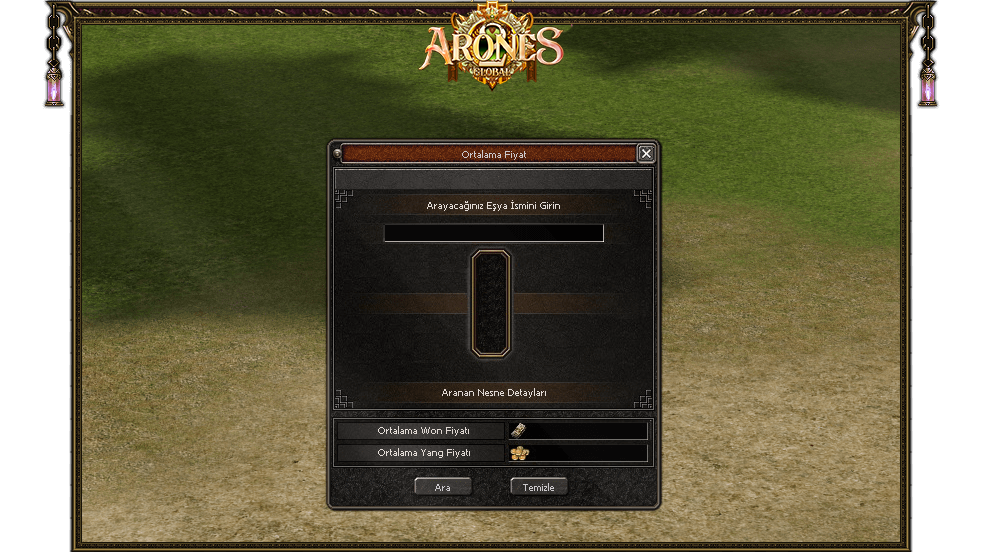 ARONES
2
GLOBAL
Ortalama Fiyat
Arayacağınız Eşya İsmini Girin
Aranan Nesne Detayları
Ortalama Won Fiyatı
Ortalama Yang Fiyatı
Ara
Temizle